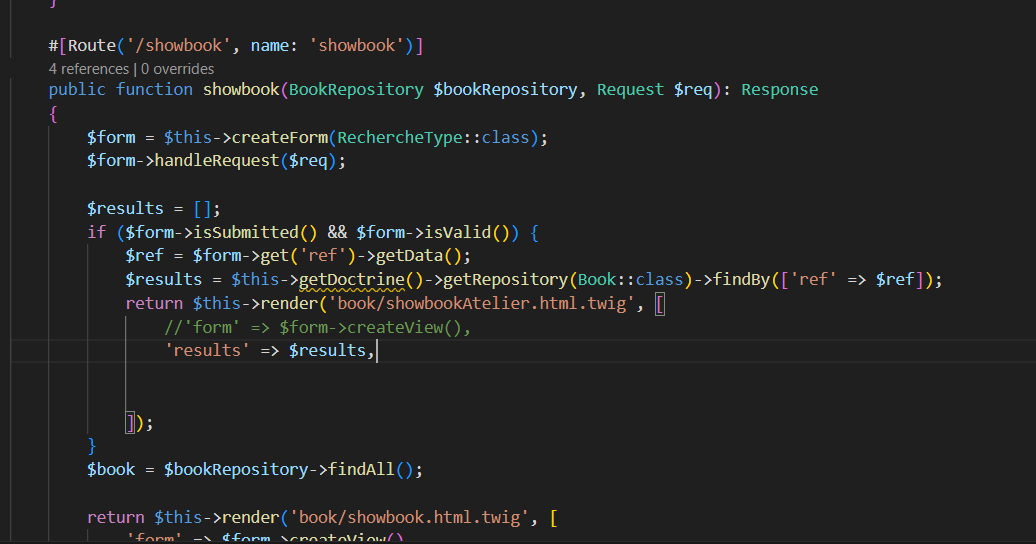 }
#[Route('/showbook', name: 'showbook')]
4 references | 0 overrides
public function showbook(BookRepository $bookRepository, Request $req): Response
{
$form = $this->createForm(RechercheType::class);
$form->handleRequest($req);
$results = [];
if ($form->isSubmitted() && $form->isValid()) {
$ref = $form->get('ref')->getData();
$results = $this->getDoctrine()->getRepository(Book::class)->findBy(['ref' => $ref]);
return $this->render('book/showbookAtelier.html.twig', [
//'form' => $form->createView(),
'results' => $results,
]);
}
$book = $bookRepository->findAll();
return $this->render('book/showbook.html.twig', [
'form' => $form->createView()